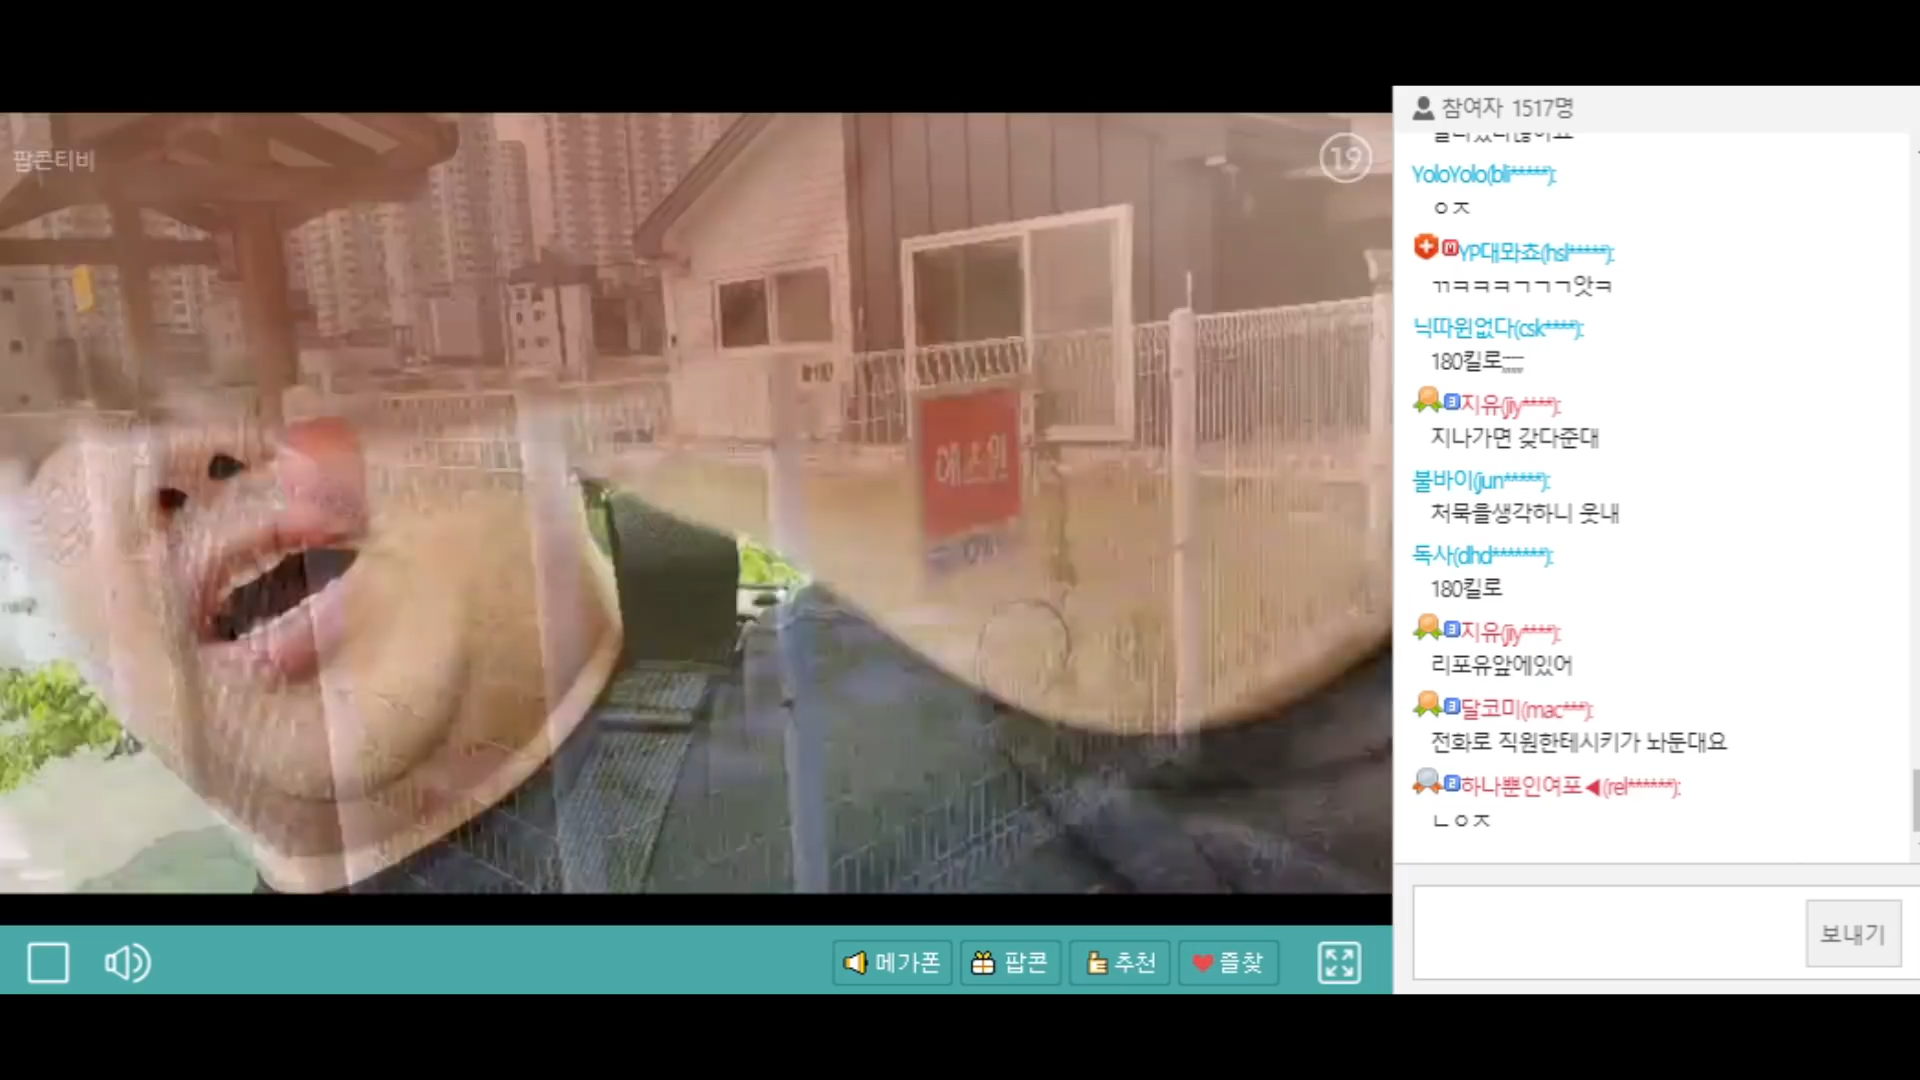 팝콘티비
19
참여자 1517명
YoloYolo(bli*****):
ㅇㅈ
YP대뫄쵸(hsl*****):
ㄲㅋㅋㅋㄱㄱㄱ앗ㅋ
닉따윈없다(csk****):
180킬로;;;;;
3 지유(jiy****):
지나가면 갖다준대
불바이(jun*****):
처묵을생각하니 웃내
독사(dhd*******):
180킬로
3 지유(jiy****):
리포유앞에있어
3 달코미(mac***):
전화로 직원한테시키가 놔둔대요
2 하나뿐인여포◀(rel******):
ㄴㅇㅈ
보내기
메가폰
팝콘
추천
즐찾